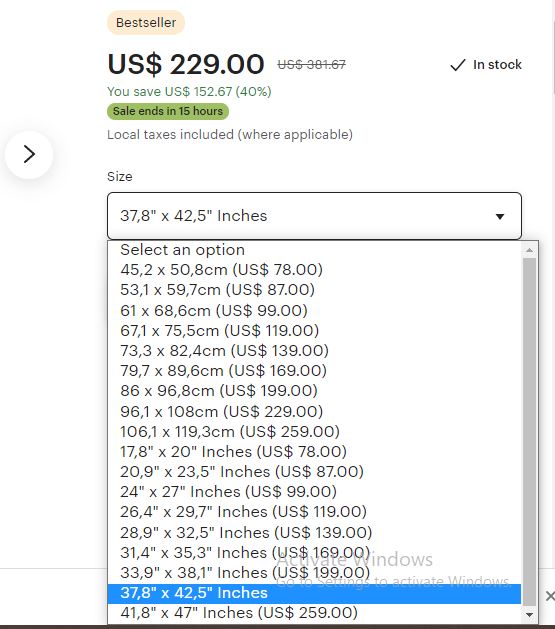 Bestseller
US$ 229.00 US$ 381.67 In stock
You save US$ 152.67 (40%)
Sale ends in 15 hours
Local taxes included (where applicable)
Size
37,8" x 42,5" Inches
Select an option
45,2 x 50,8cm (US$ 78.00)
53,1 x 59,7cm (US$ 87.00)
61 x 68,6cm (US$ 99.00)
67,1 x 75,5cm (US$ 119.00)
73,3 x 82,4cm (US$ 139.00)
79,7 x 89,6cm (US$ 169.00)
86 x 96,8cm (US$ 199.00)
96,1 x 108cm (US$ 229.00)
106,1 x 119,3cm (US$ 259.00)
17,8" x 20" Inches (US$ 78.00)
20,9" x 23,5" Inches (US$ 87.00)
24" x 27" Inches (US$ 99.00)
26,4" x 29,7" Inches (US$ 119.00)
28,9" x 32,5" Inches (US$ 139.00)
31,4" x 35,3" Inches (US$ 169.00)
Activate Windows
33,9" x 38,1" Inches (US$ 199.00)
Go to Settings to activate Windows.
37,8" x 42,5" Inches
41,8" x 47" Inches (US$ 259.00)